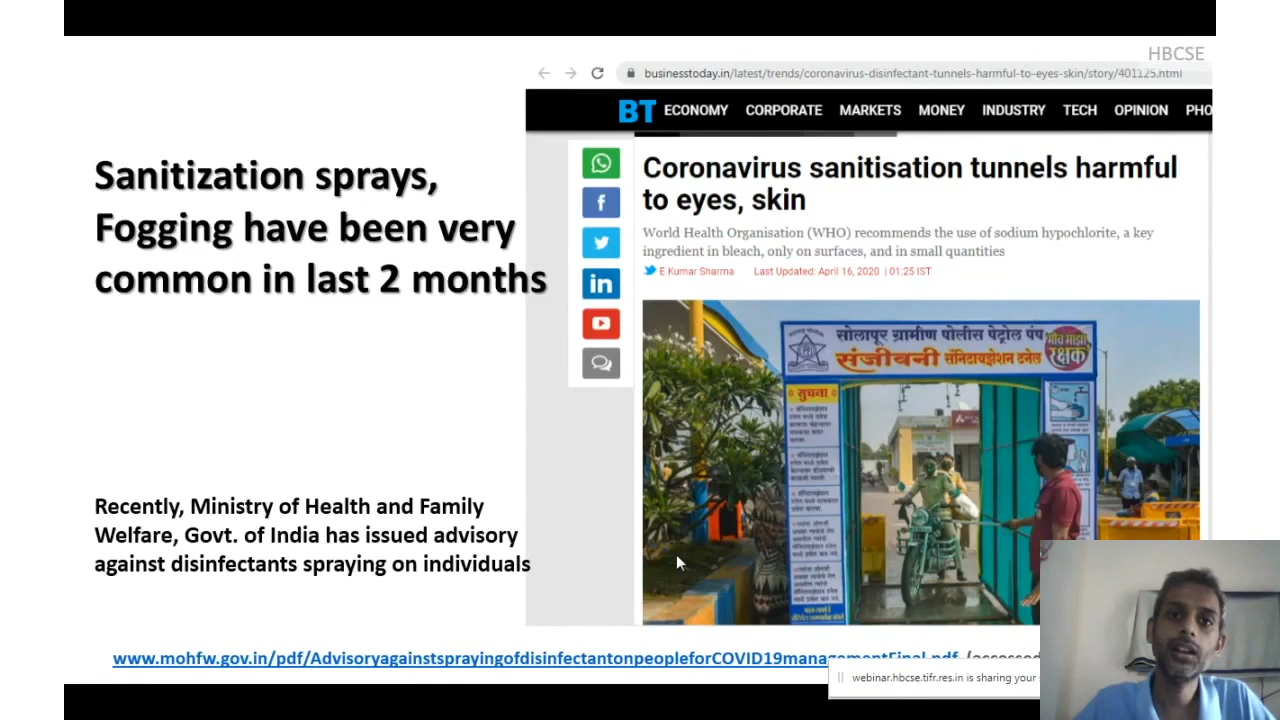 HBCSE
businesstoday.in/latest/trends/coronavirus-disinfectant-tunnels-harmful-to-eyes-skin/story/401125.html
BT ECONOMY CORPORATE MARKETS MONEY INDUSTRY TECH OPINION PHO
Sanitization sprays,
Fogging have been very
common in last 2 months
Coronavirus sanitisation tunnels harmful
to eyes, skin
World Health Organisation (WHO) recommends the use of sodium hypochlorite, a key
ingredient in bleach, only on surfaces, and in small quantities
E Kumar Sharma Last Updated: April 16, 2020 | 01:25 IST
सोलापूर ग्रामीण पोलीस पेट्रोल पंप
संजीवनी सॅनिटायझेशन टनेल
मीच माझा
रक्षक
सुचना
Recently, Ministry of Health and Family
Welfare, Govt. of India has issued advisory
against disinfectants spraying on individuals
www.mohfw.gov.in/pdf/AdvisoryagainstsprayingofdisinfectantonpeopleforCOVID19managementFinal.pdf (accessed
webinar.hbcse.tifr.res.in is sharing your